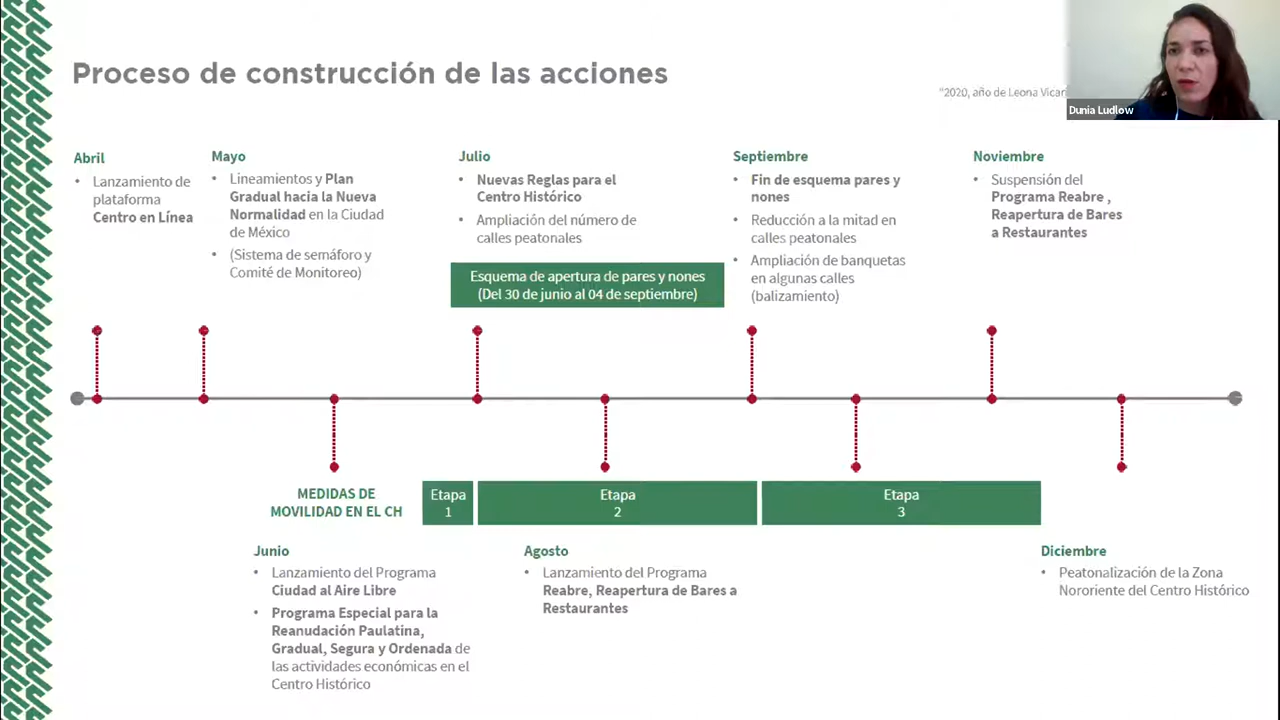 Proceso de construcción de las acciones
"2020, año de Leona Vicar
Dunia Ludlow
Abril
• Lanzamiento de
plataforma
Centro en Línea
Mayo
• Lineamientos y Plan
Gradual hacia la Nueva
Normalidad en la Ciudad
de México
• (Sistema de semáforo y
Comité de Monitoreo)
Julio
• Nuevas Reglas para el
Centro Histórico
• Ampliación del número de
calles peatonales
Esquema de apertura de pares y nones
(Del 30 de junio al 04 de septiembre)
Septiembre
• Fin de esquema pares y
nones
• Reducción a la mitad en
calles peatonales
• Ampliación de banquetas
en algunas calles
(balizamiento)
Noviembre
• Suspensión del
Programa Reabre ,
Reapertura de Bares
a Restaurantes
MEDIDAS DE
MOVILIDAD EN EL CH
Etapa
1
Etapa
2
Etapa
3
Junio
• Lanzamiento del Programa
Ciudad al Aire Libre
• Programa Especial para la
Reanudación Paulatina,
Gradual, Segura y Ordenada de
las actividades económicas en el
Centro Histórico
Agosto
• Lanzamiento del Programa
Reabre, Reapertura de Bares a
Restaurantes
Diciembre
• Peatonalización de la Zona
Nororiente del Centro Histórico